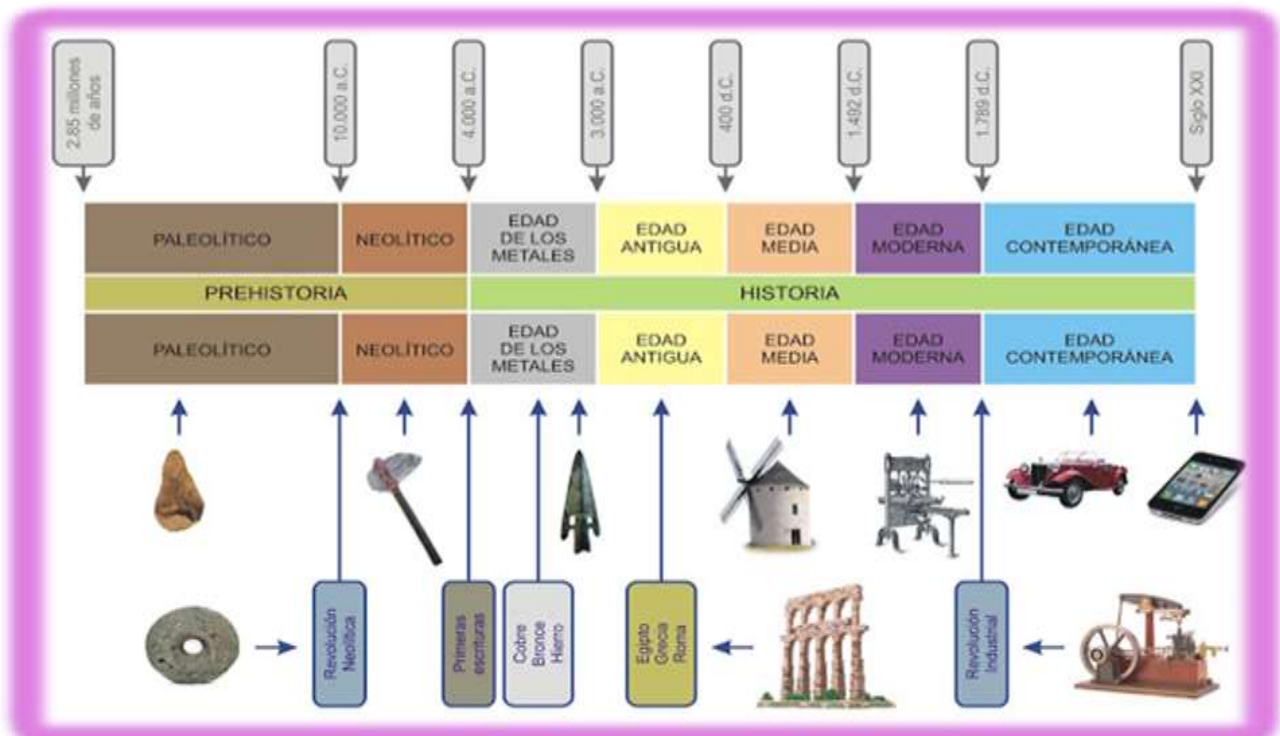 2.85 millones
de años
10.000 a.C.
4.000 a.C.
3.000 a.C.
400 d.C.
1.492 d.C.
1.789 d.C.
Siglo XXI
PALEOLÍTICO
NEOLÍTICO
EDAD
DE LOS
METALES
EDAD
ANTIGUA
EDAD
MEDIA
EDAD
MODERNA
EDAD
CONTEMPORÁNEA
PREHISTORIA
HISTORIA
PALEOLÍTICO
NEOLÍTICO
EDAD
DE LOS
METALES
EDAD
ANTIGUA
EDAD
MEDIA
EDAD
MODERNA
EDAD
CONTEMPORÁNEA
Revolución
Neolítica
Primeras
escrituras
Cobre
Bronce
Hierro
Egipto
Grecia
Roma
Revolución
Industrial